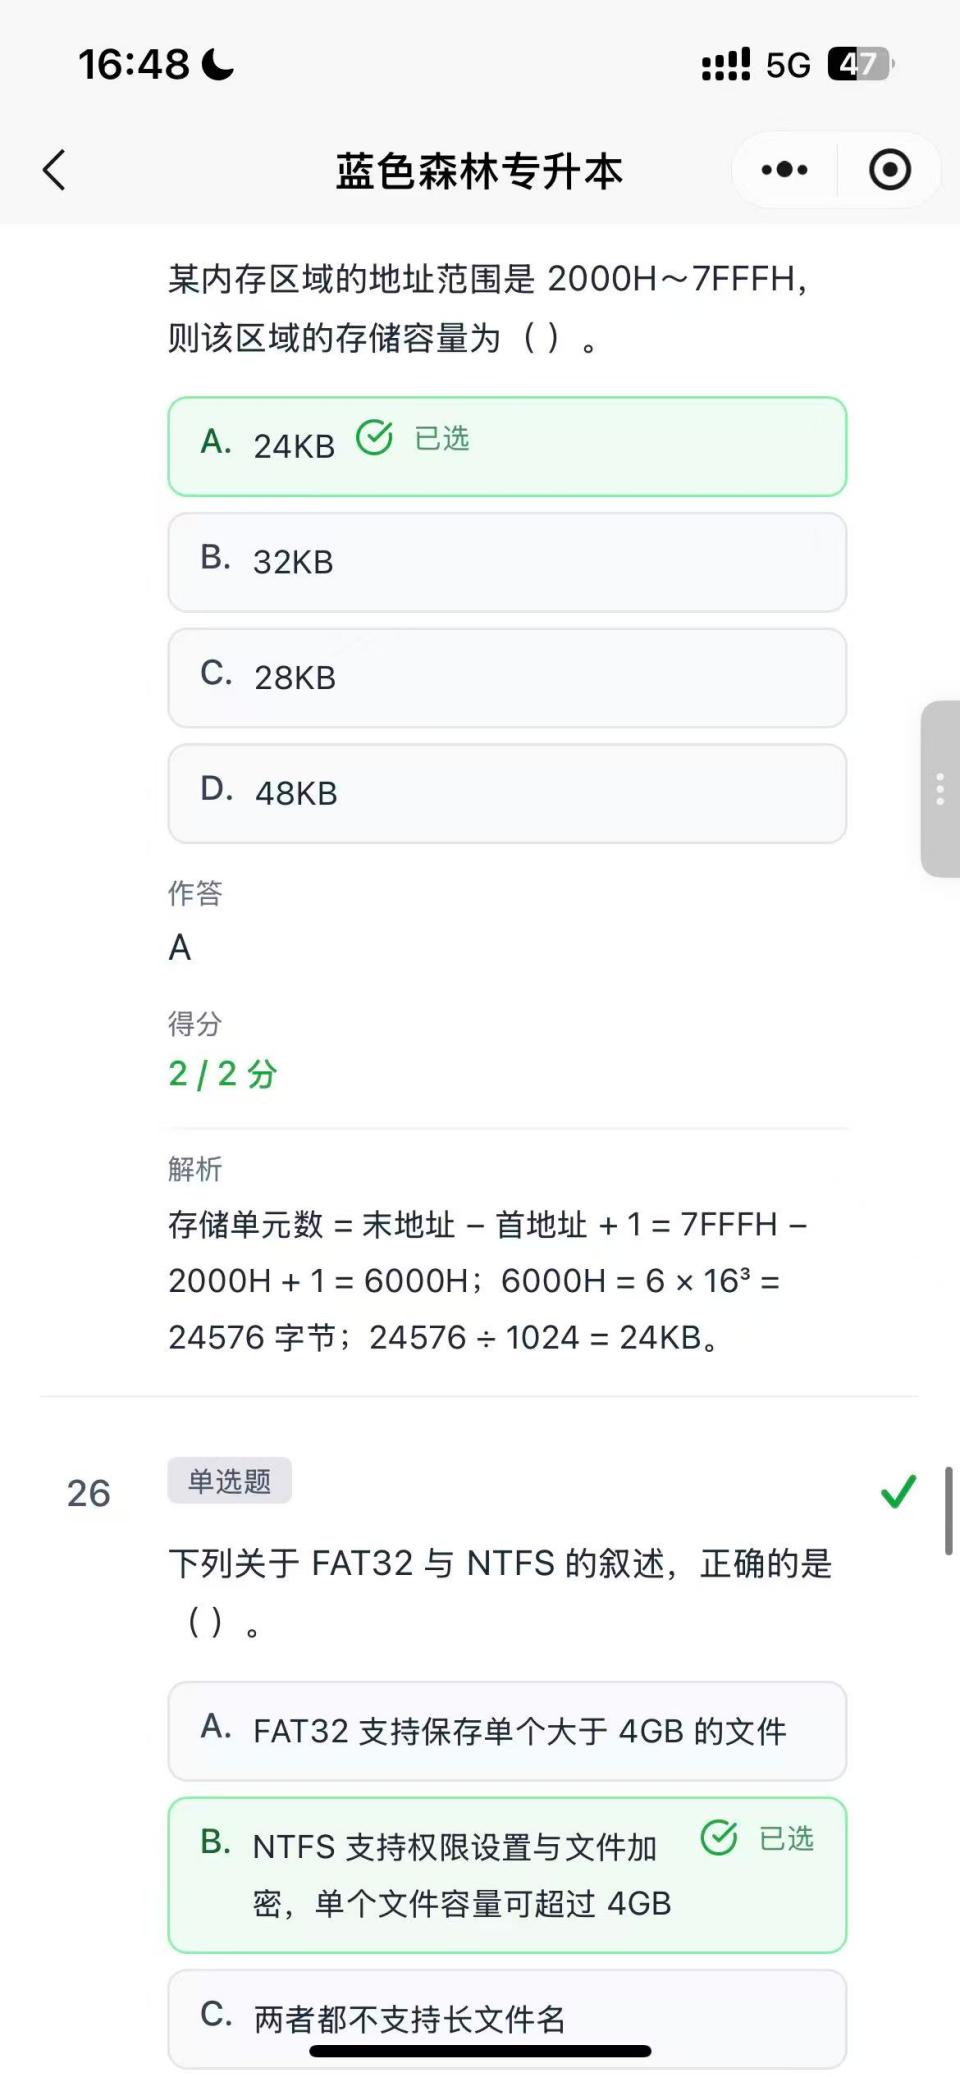 16:48
5G
47
蓝色森林专升本
某内存区域的地址范围是 2000H～7FFFH，
则该区域的存储容量为（ ）。
A. 24KB 已选
B. 32KB
C. 28KB
D. 48KB
作答
A
得分
2 / 2 分
解析
存储单元数 = 末地址 − 首地址 + 1 = 7FFFH −
2000H + 1 = 6000H；6000H = 6 × 16³ =
24576 字节；24576 ÷ 1024 = 24KB。
26
单选题
下列关于 FAT32 与 NTFS 的叙述，正确的是
（ ）。
A. FAT32 支持保存单个大于 4GB 的文件
B. NTFS 支持权限设置与文件加 已选
密，单个文件容量可超过 4GB
C. 两者都不支持长文件名